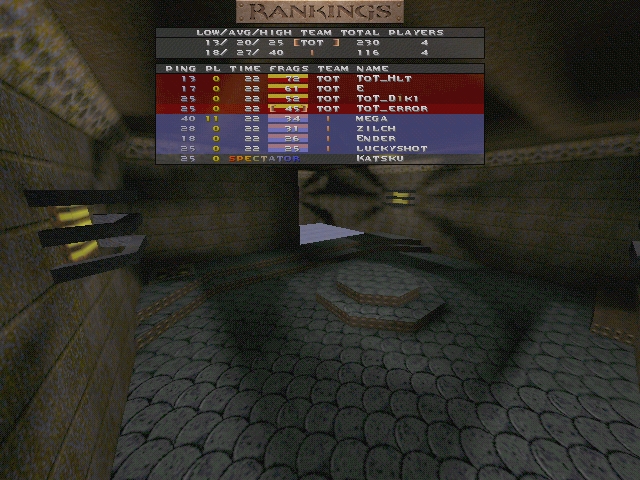 RANKINGS
LOW/AVG/HIGH TEAM TOTAL PLAYERS
13/ 20/ 25 [TOT ] 230 4
18/ 27/ 40 ! 116 4
PING PL TIME FRAGS TEAM NAME
13 0 22 72 TOT TOT_HLT
17 0 22 61 TOT E
25 0 22 52 TOT TOT_D1K1
25 0 22 [ 45] TOT TOT_ERROR
40 11 22 34 ! MEGA
28 0 22 31 ! ZILCH
18 0 22 26 ! ENDER
25 0 22 25 ! LUCKYSHOT
25 0 SPECTATOR KATSKU